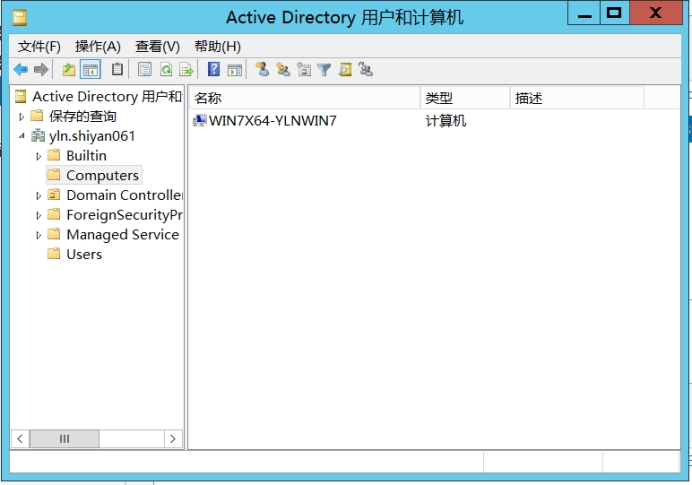 Active Directory 用户和计算机
文件(F) 操作(A) 查看(V) 帮助(H)
Active Directory 用户和
保存的查询
yln.shiyan061
Builtin
Computers
Domain Controller
ForeignSecurityPr
Managed Service
Users
名称 类型 描述
WIN7X64-YLNWIN7 计算机